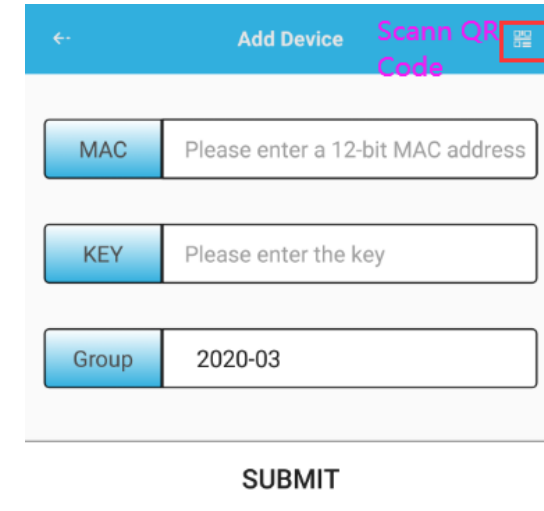 Add Device
Scann QR
Code
MAC
Please enter a 12-bit MAC address
KEY
Please enter the key
Group
2020-03
SUBMIT